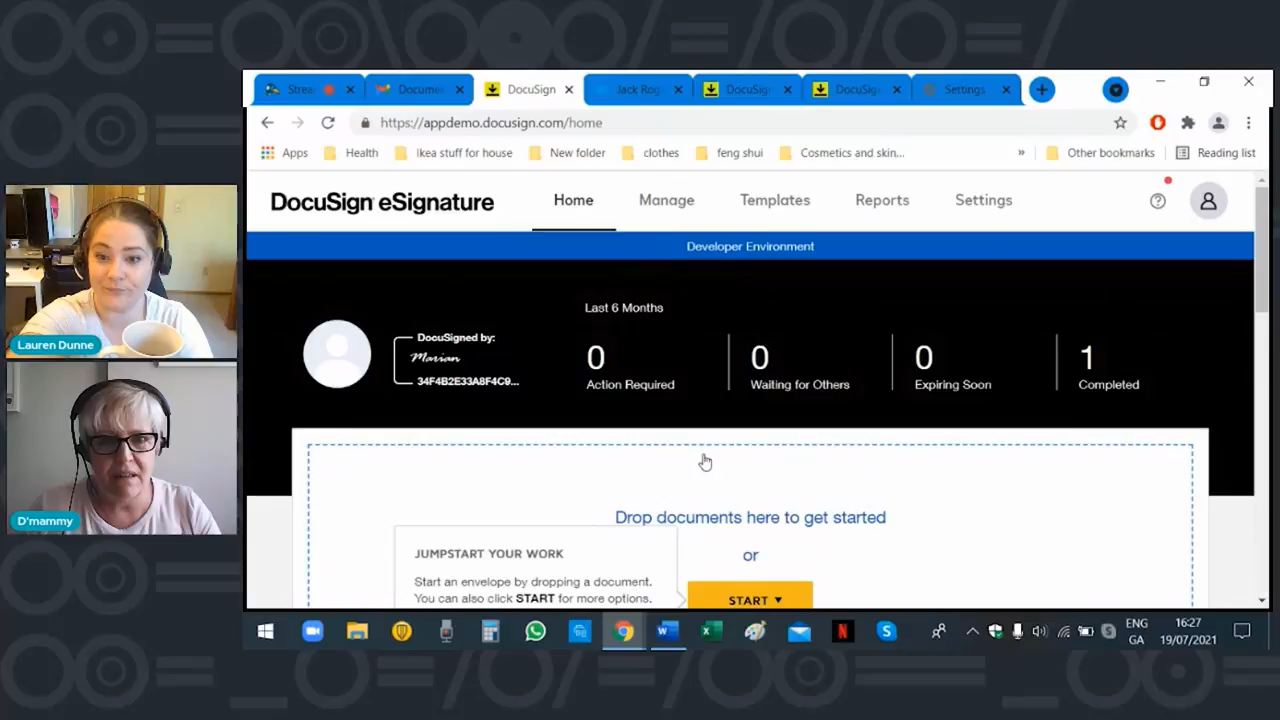 Strea
Docume
DocuSign
Jack Rog
DocuSig
DocuSig
Settings
https://appdemo.docusign.com/home
Apps
Health
Ikea stuff for house
New folder
clothes
feng shui
Cosmetics and skin...
»
Other bookmarks
Reading list
DocuSign eSignature
Home
Manage
Templates
Reports
Settings
Developer Environment
Last 6 Months
DocuSigned by:
Marian
34F4B2E33A8F4C9...
0
Action Required
0
Waiting for Others
0
Expiring Soon
1
Completed
Lauren Dunne
D'mammy
Drop documents here to get started
or
JUMPSTART YOUR WORK
Start an envelope by dropping a document.
You can also click START for more options.
START
ENG
GA
16:27
19/07/2021